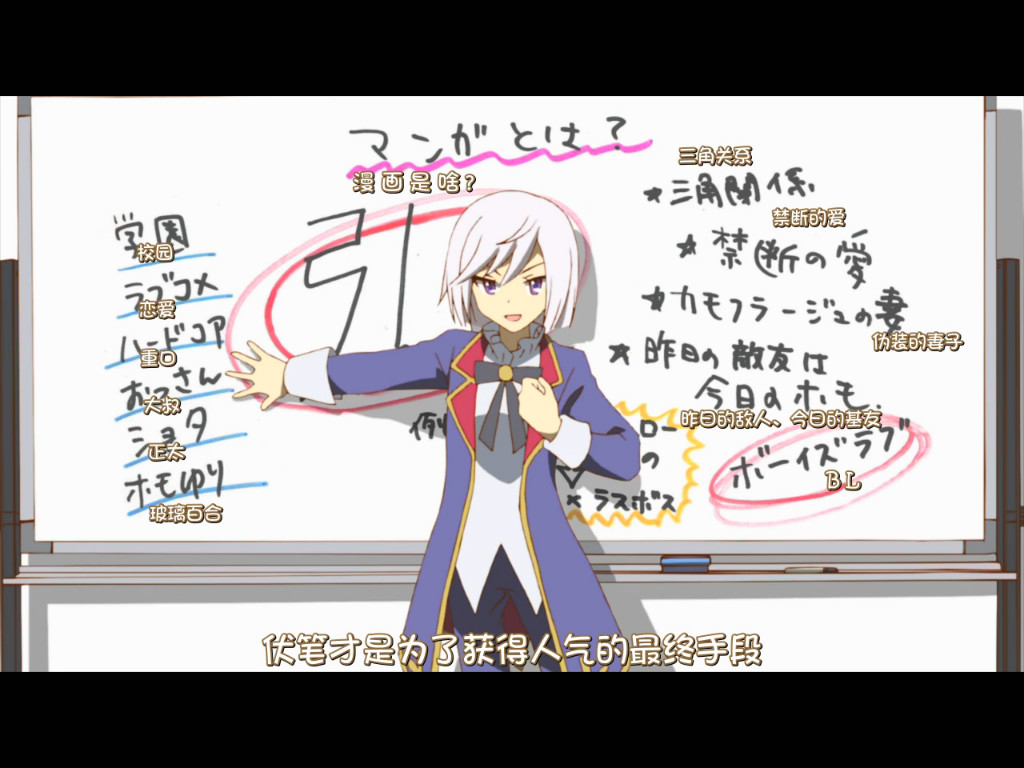 マンガとは?
漫画是啥?
学園
校园
ラブコメ
恋爱
ハードコア
重口
おっさん
大叔
ショタ
正太
ホモゆり
玻璃百合
引
例
三角关系
★三角関係
禁断的爱
★禁断の愛
★カモフラージュの妻
伪装的妻子
★昨日の敵友は
今日のホモ
昨日的敌人、今日的基友
ロー
の
×ラスボス
ボーイズラブ
BL
伏笔才是为了获得人气的最终手段